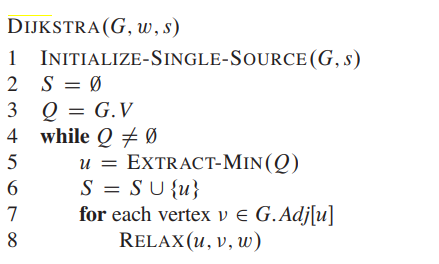 DIJKSTRA(G, w, s)
1 INITIALIZE-SINGLE-SOURCE(G, s)
2 S = ∅
3 Q = G.V
4 while Q ≠ ∅
5 u = EXTRACT-MIN(Q)
6 S = S ∪ {u}
7 for each vertex v ∈ G.Adj[u]
8 RELAX(u, v, w)